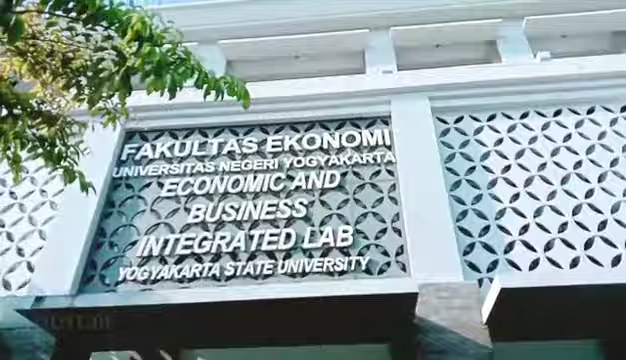 FAKULTAS EKONOMI
UNIVERSITAS NEGERI YOGYAKARTA
ECONOMIC AND
BUSINESS
INTEGRATED LAB
YOGYAKARTA STATE UNIVERSITY